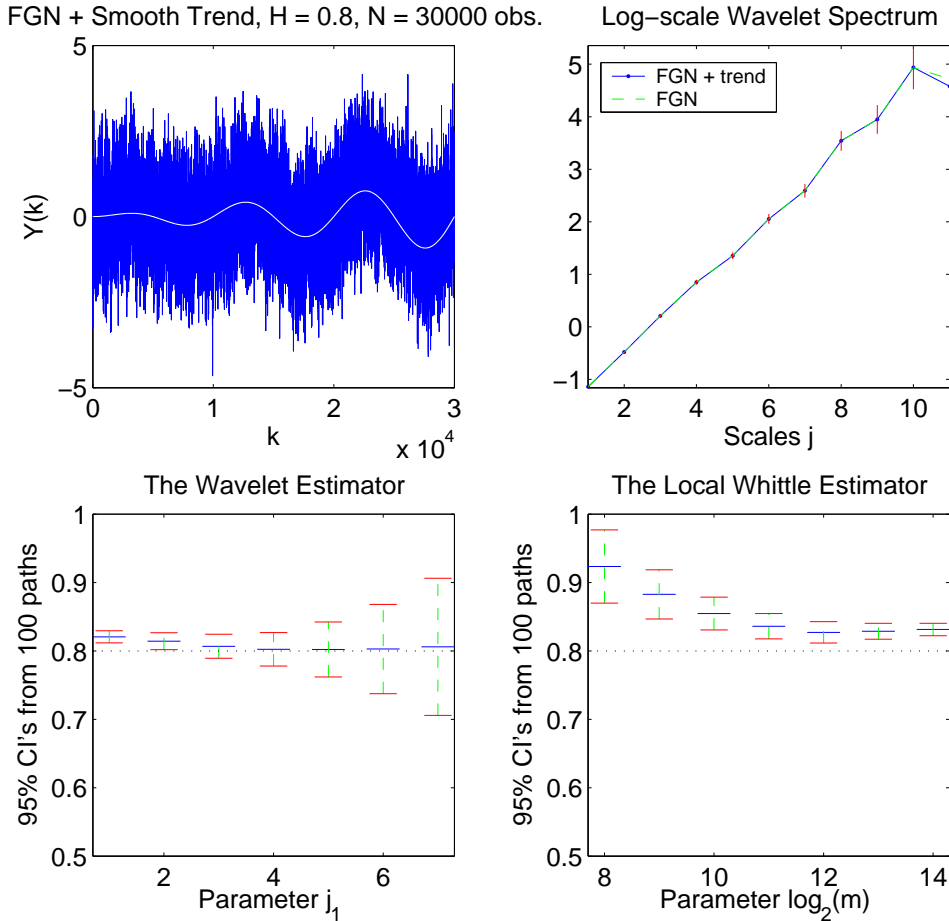 FGN + Smooth Trend, H = 0.8, N = 30000 obs.
5
0
−5
Y(k)
0
1
2
3
k
x 10^4
Log−scale Wavelet Spectrum
FGN + trend
FGN
5
4
3
2
1
0
−1
2
4
6
8
10
Scales j
The Wavelet Estimator
95% CI's from 100 paths
1
0.9
0.8
0.7
0.6
0.5
2
4
6
Parameter j_1
The Local Whittle Estimator
95% CI's from 100 paths
1
0.9
0.8
0.7
0.6
0.5
8
10
12
14
Parameter log_2(m)